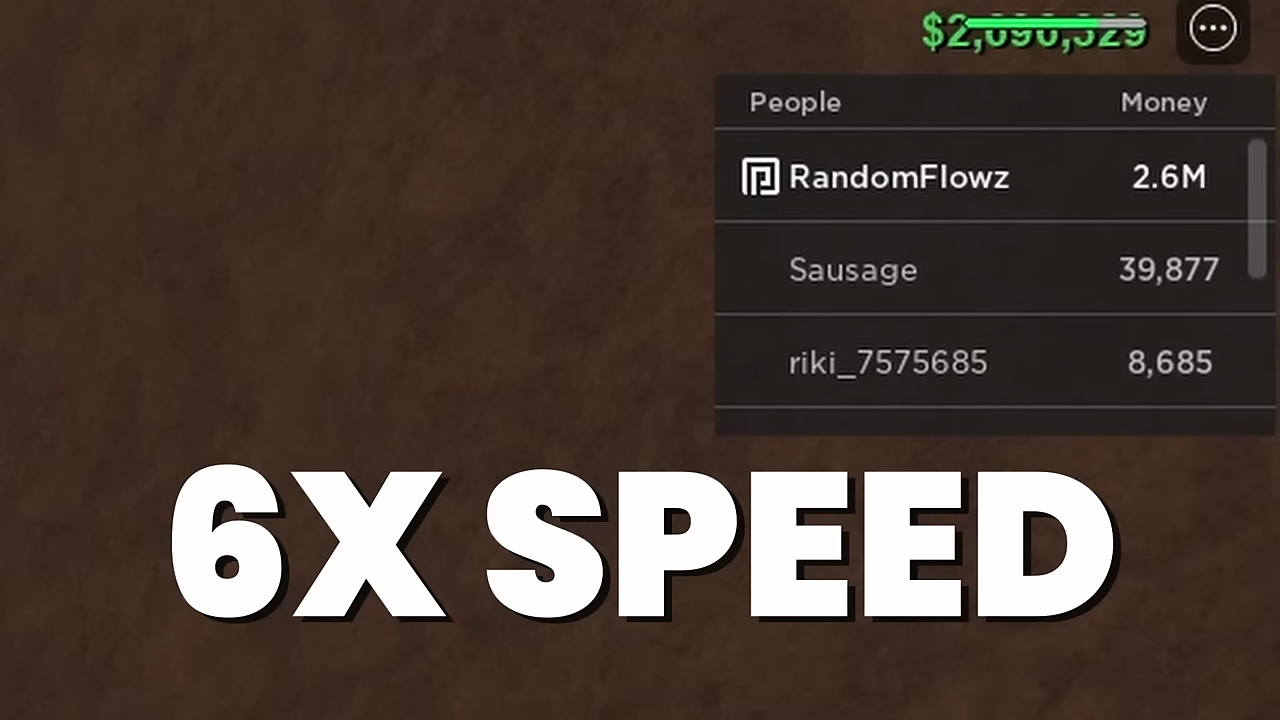 People Money
RandomFlowz 2.6M
Sausage 39,877
riki_7575685 8,685
6X SPEED